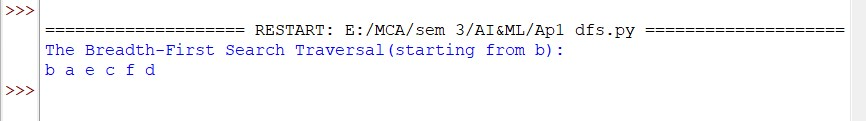 >>>
==================== RESTART: E:/MCA/sem 3/AI&ML/Ap1 dfs.py ====================
The Breadth-First Search Traversal(starting from b):
b a e c f d
>>>